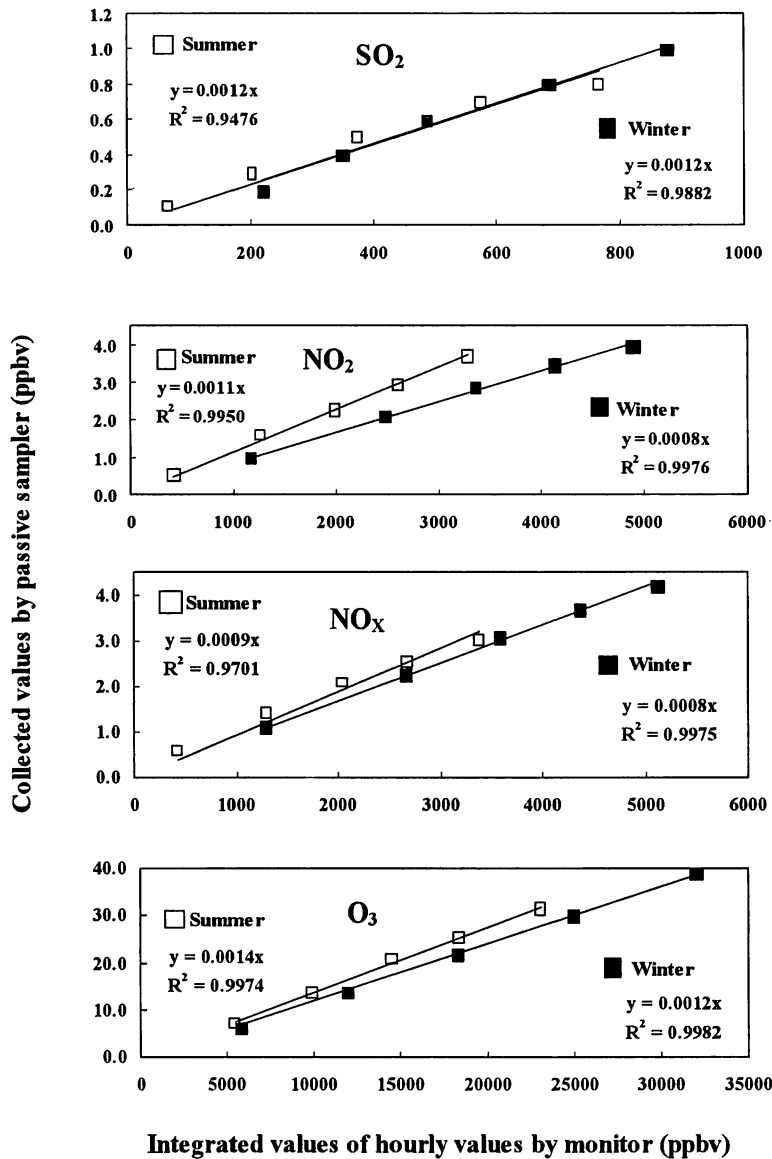 Collected values by passive sampler (ppbv)
1.2
1.0
0.8
0.6
0.4
0.2
0.0
Summer
SO2
y = 0.0012x
R² = 0.9476
Winter
y = 0.0012x
R² = 0.9882
0 200 400 600 800 1000
4.0
3.0
2.0
1.0
0.0
Summer
NO2
y = 0.0011x
R² = 0.9950
Winter
y = 0.0008x
R² = 0.9976
0 1000 2000 3000 4000 5000 6000
4.0
3.0
2.0
1.0
0.0
Summer
NOX
y = 0.0009x
R² = 0.9701
Winter
y = 0.0008x
R² = 0.9975
0 1000 2000 3000 4000 5000 6000
40.0
30.0
20.0
10.0
0.0
Summer
O3
y = 0.0014x
R² = 0.9974
Winter
y = 0.0012x
R² = 0.9982
0 5000 10000 15000 20000 25000 30000 35000
Integrated values of hourly values by monitor (ppbv)